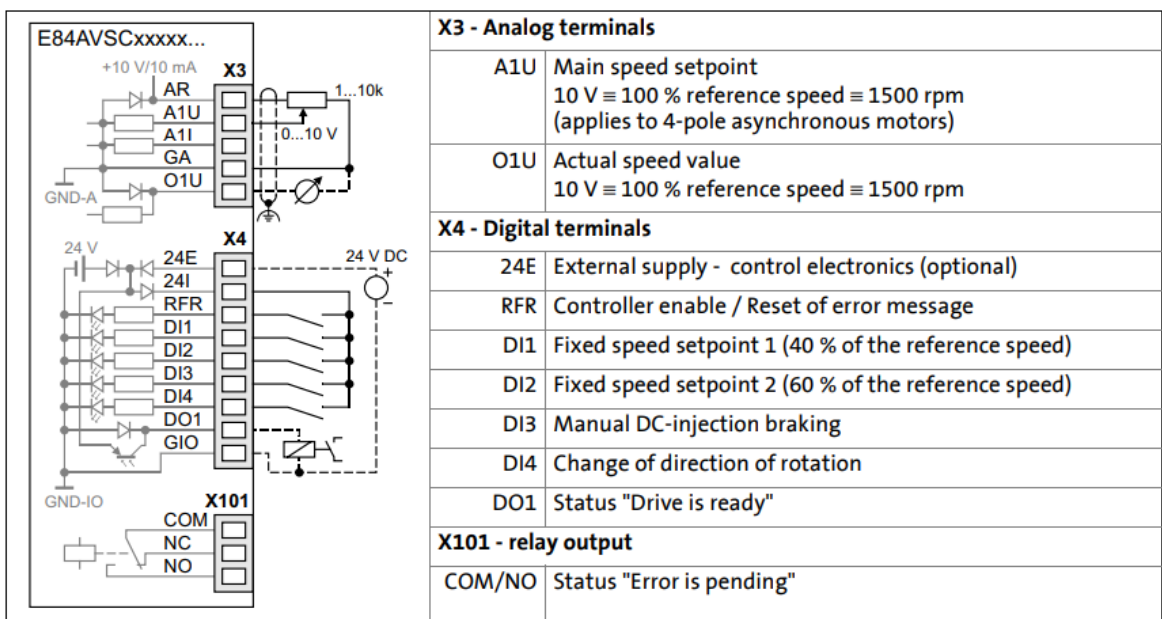 E84AVSCxxxxx...
+10 V/10 mA
X3
AR
A1U
A1I
GA
O1U
GND-A
1...10k
0...10 V
X4
24 V
24E
24I
RFR
DI1
DI2
DI3
DI4
DO1
GIO
GND-IO
24 V DC
+
–
X101
COM
NC
NO
X3 - Analog terminals
A1U Main speed setpoint
10 V ≡ 100 % reference speed ≡ 1500 rpm
(applies to 4-pole asynchronous motors)
O1U Actual speed value
10 V ≡ 100 % reference speed ≡ 1500 rpm
X4 - Digital terminals
24E External supply - control electronics (optional)
RFR Controller enable / Reset of error message
DI1 Fixed speed setpoint 1 (40 % of the reference speed)
DI2 Fixed speed setpoint 2 (60 % of the reference speed)
DI3 Manual DC-injection braking
DI4 Change of direction of rotation
DO1 Status "Drive is ready"
X101 - relay output
COM/NO Status "Error is pending"